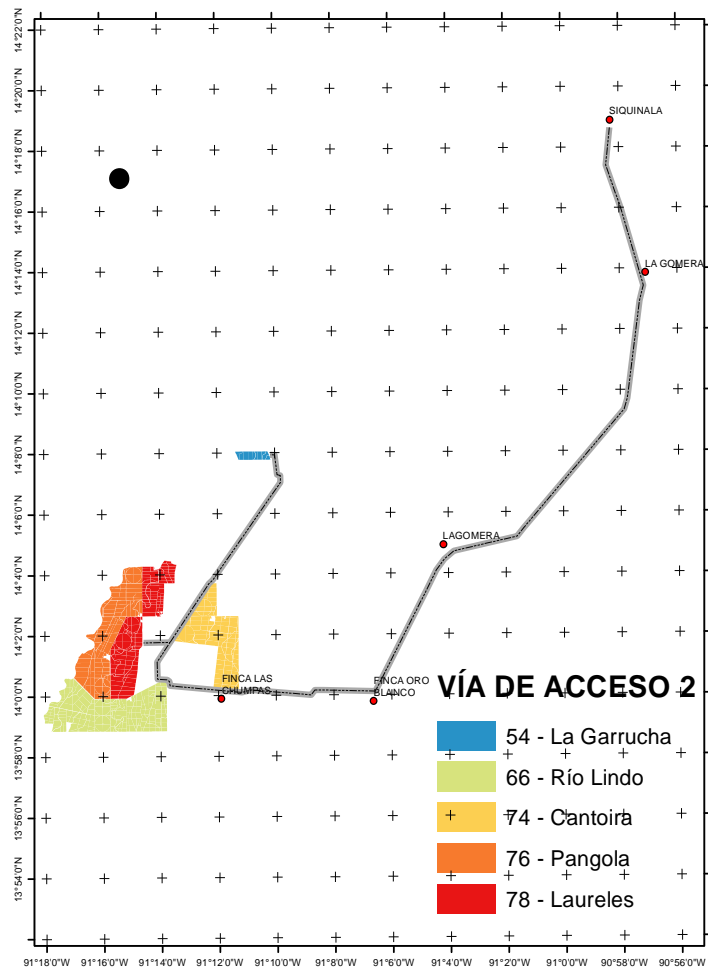 14°22'0"N
14°20'0"N
14°18'0"N
14°16'0"N
14°14'0"N
14°12'0"N
14°10'0"N
14°8'0"N
14°6'0"N
14°4'0"N
14°2'0"N
14°0'0"N
13°58'0"N
13°56'0"N
13°54'0"N
SIQUINALA
LA GOMERA
LAGOMERA
FINCA LAS
CHUMPAS
FINCA ORO
BLANCO
VÍA DE ACCESO 2
54 - La Garrucha
66 - Río Lindo
74 - Cantoira
76 - Pangola
78 - Laureles
91°18'0"W 91°16'0"W 91°14'0"W 91°12'0"W 91°10'0"W 91°8'0"W 91°6'0"W 91°4'0"W 91°2'0"W 91°0'0"W 90°58'0"W 90°56'0"W